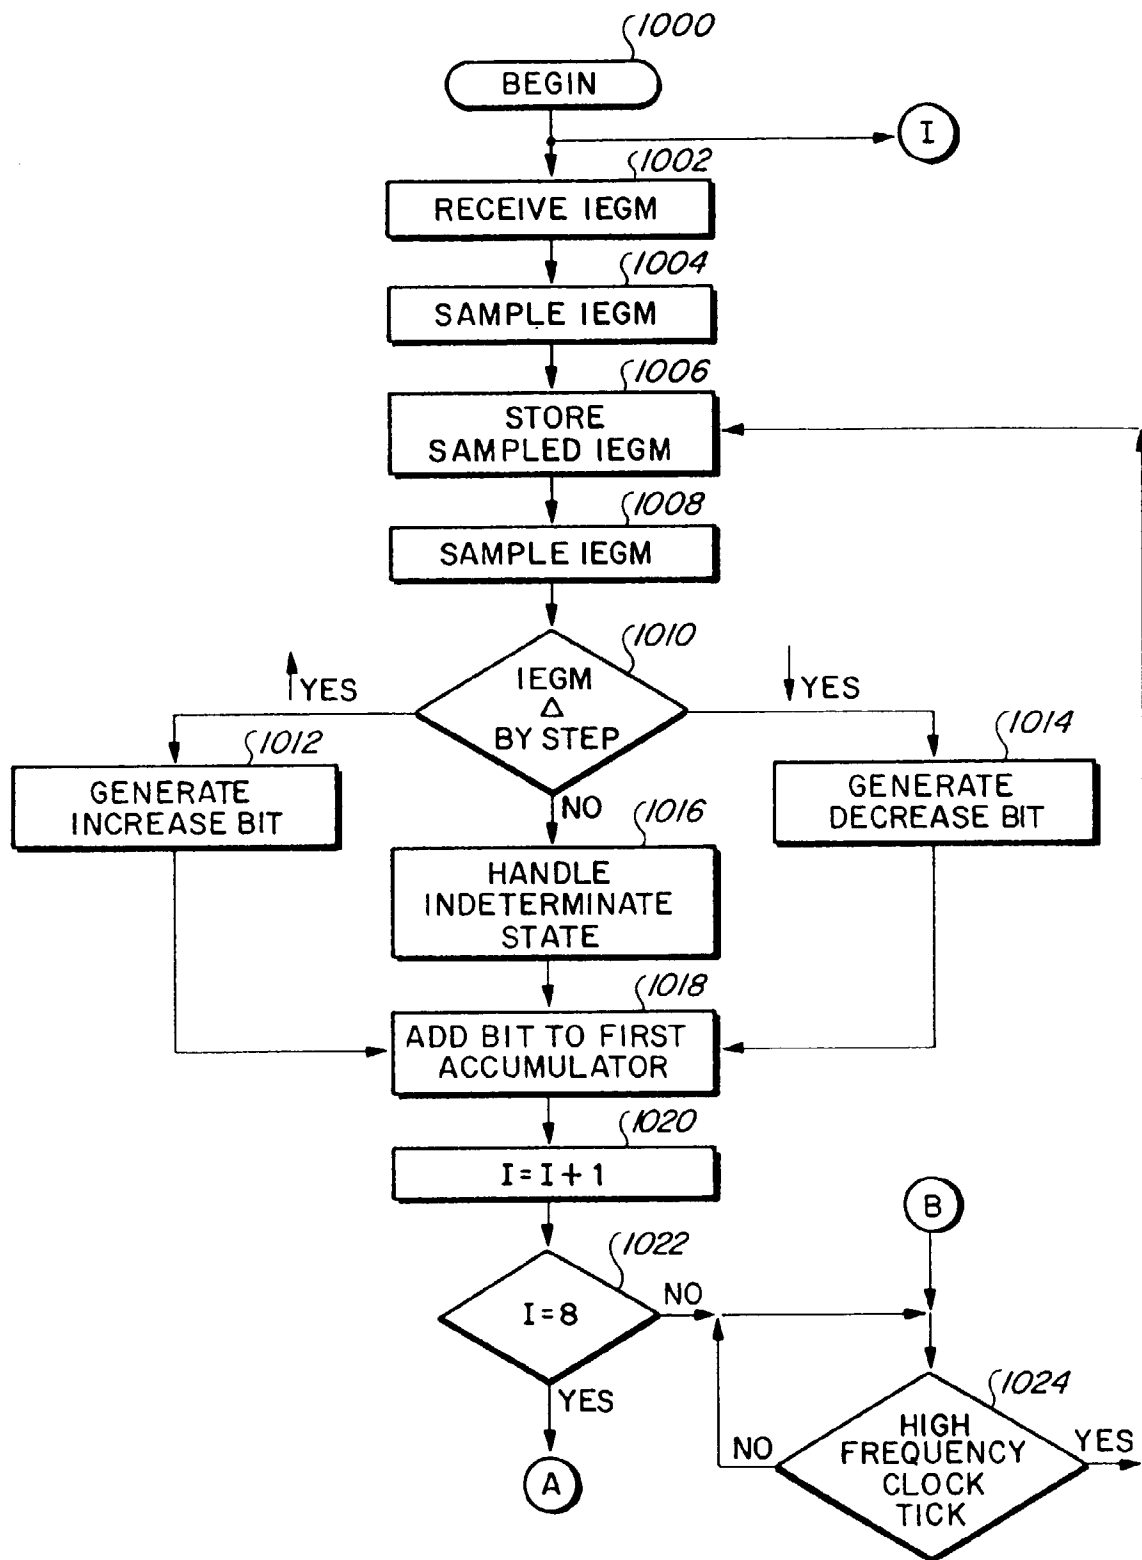 1000
BEGIN
I
1002
RECEIVE IEGM
1004
SAMPLE IEGM
1006
STORE
SAMPLED IEGM
1008
SAMPLE IEGM
1010
IEGM
Δ
BY STEP
YES
YES
NO
1012
GENERATE
INCREASE BIT
1014
GENERATE
DECREASE BIT
1016
HANDLE
INDETERMINATE
STATE
1018
ADD BIT TO FIRST
ACCUMULATOR
1020
I=I+1
B
1022
I=8
NO
YES
A
1024
HIGH
FREQUENCY
CLOCK
TICK
NO
YES